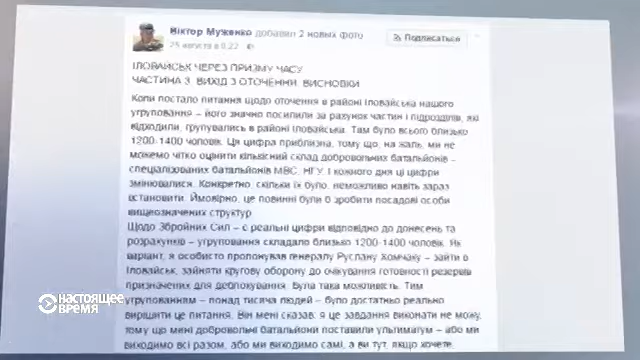 Віктор Муженко добавил 2 новых фото
25 августа в 0:22
Подписаться
ІЛОВАЙСЬК ЧЕРЕЗ ПРИЗМУ ЧАСУ
ЧАСТИНА 3. ВИХІД З ОТОЧЕННЯ. ВИСНОВКИ
Коли постало питання щодо оточення в районі Іловайська нашого
угруповання – його значно посилили за рахунок частин і підрозділів, які
відходили, групувались в районі Іловайська. Там було всього близько
1200-1400 чоловік. Ця цифра приблизна, тому що, на жаль, ми не
можемо чітко оцінити кількісний склад добровольчих батальйонів –
спеціалізованих батальйонів МВС, НГУ. І кожного дня ці цифри
змінювалися. Конкретно, скільки їх було, неможливо навіть зараз
встановити. Ймовірно, це повинні були б зробити посадові особи
вищеозначених структур
Щодо Збройних Сил – є реальні цифри відповідно до донесень та
розрахунків – угруповання складало близько 1200-1400 чоловік. Як
варіант, я особисто пропонував генералу Руслану Хомчаку – зайти в
Іловайськ, зайняти кругову оборону до очікування готовності резервів
призначених для деблокування. Була така можливість. Тим
угрупованням – понад тисяча людей – було достатньо реально
вирішити це питання. Він мені сказав: я це завдання виконати не можу,
тому що мені добровольчі батальйони поставили ультиматум – або ми
виходимо всі разом, або ми виходимо самі, а ви тут, якщо хочете,
НАСТОЯЩЕЕ
ВРЕМЯ